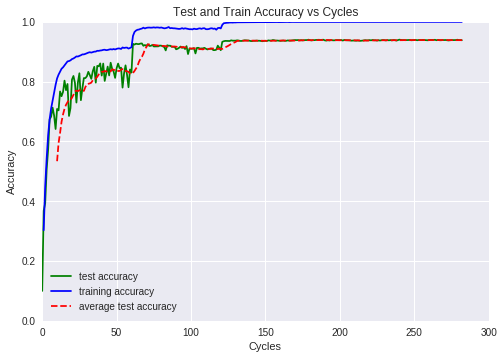 Test and Train Accuracy vs Cycles
1.0
0.8
0.6
0.4
0.2
0.0
Accuracy
test accuracy
training accuracy
average test accuracy
0 50 100 150 200 250 300
Cycles